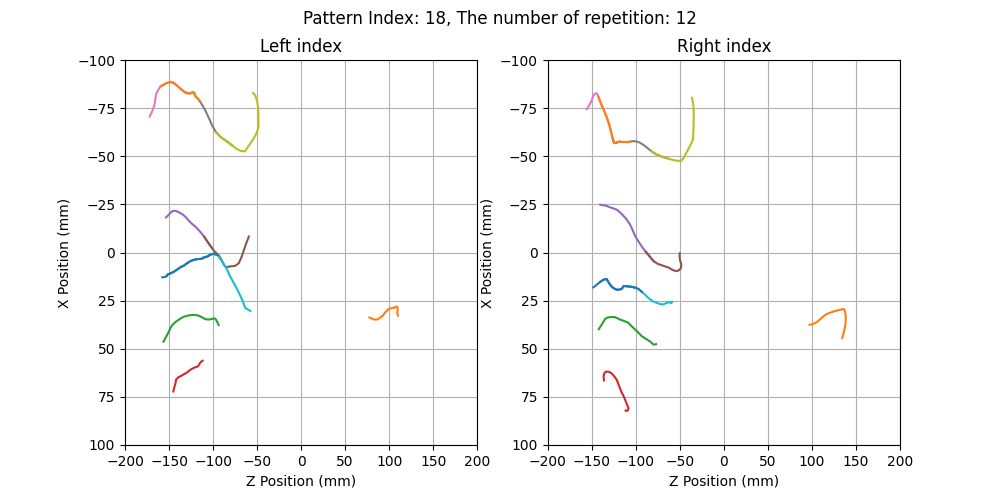 Pattern Index: 18, The number of repetition: 12
Left index
Right index
−100
−75
−50
−25
0
25
50
75
100
−200 −150 −100 −50 0 50 100 150 200
X Position (mm)
Z Position (mm)
−100
−75
−50
−25
0
25
50
75
100
−200 −150 −100 −50 0 50 100 150 200
X Position (mm)
Z Position (mm)